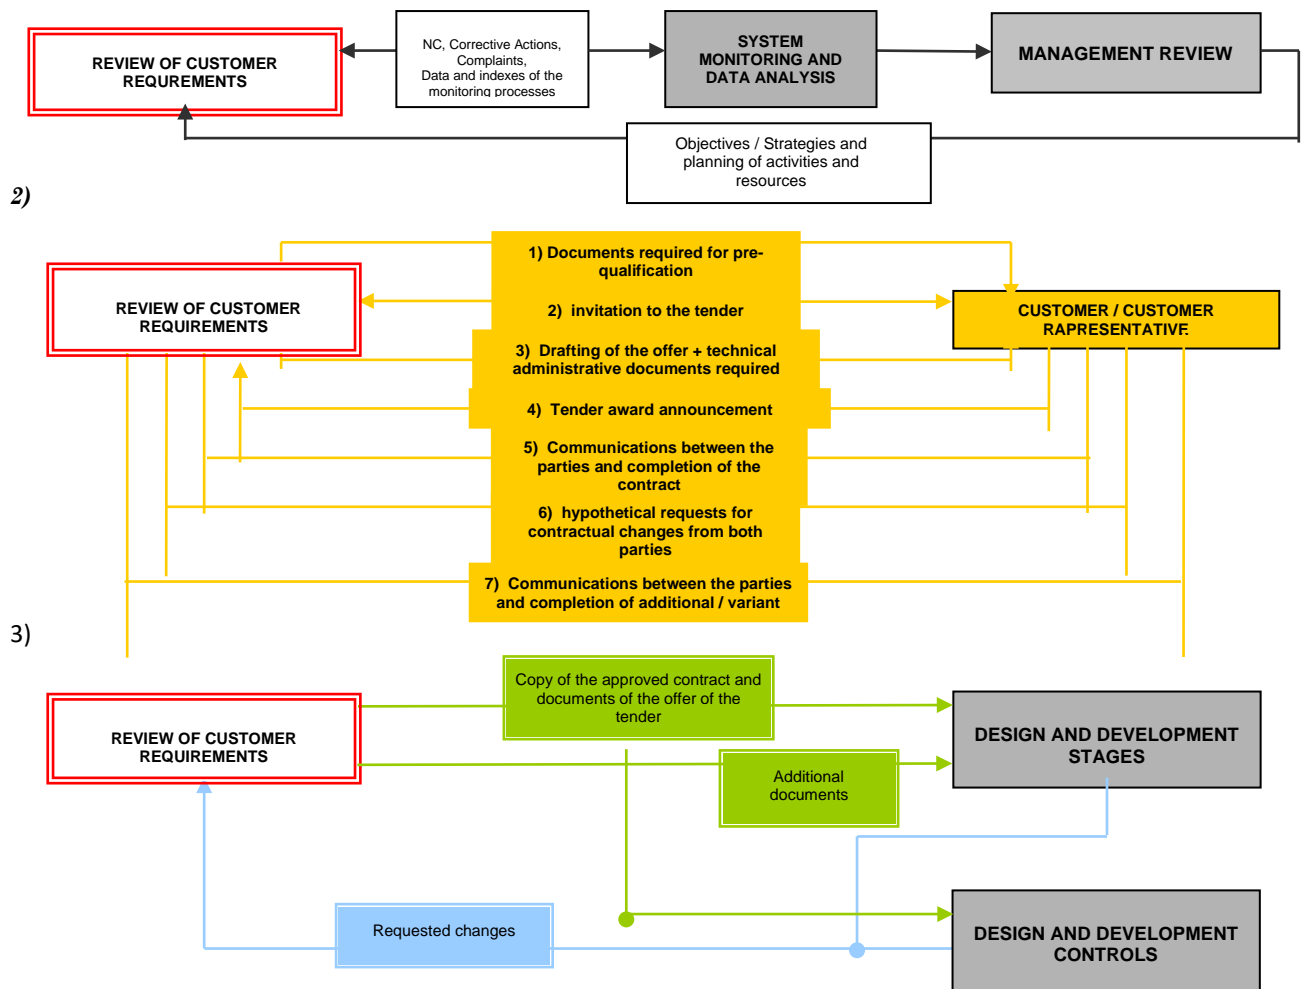 REVIEW OF CUSTOMER
REQUREMENTS
NC, Corrective Actions,
Complaints,
Data and indexes of the
monitoring processes
SYSTEM
MONITORING AND
DATA ANALYSIS
MANAGEMENT REVIEW
Objectives / Strategies and
planning of activities and
resources
2)
REVIEW OF CUSTOMER
REQUIREMENTS
1) Documents required for pre-
qualification
2) invitation to the tender
3) Drafting of the offer + technical
administrative documents required
4) Tender award announcement
5) Communications between the
parties and completion of the
contract
6) hypothetical requests for
contractual changes from both
parties
7) Communications between the parties
and completion of additional / variant
CUSTOMER / CUSTOMER
RAPRESENTATIVE
3)
REVIEW OF CUSTOMER
REQUIREMENTS
Copy of the approved contract and
documents of the offer of the
tender
Additional
documents
DESIGN AND DEVELOPMENT
STAGES
Requested changes
DESIGN AND DEVELOPMENT
CONTROLS